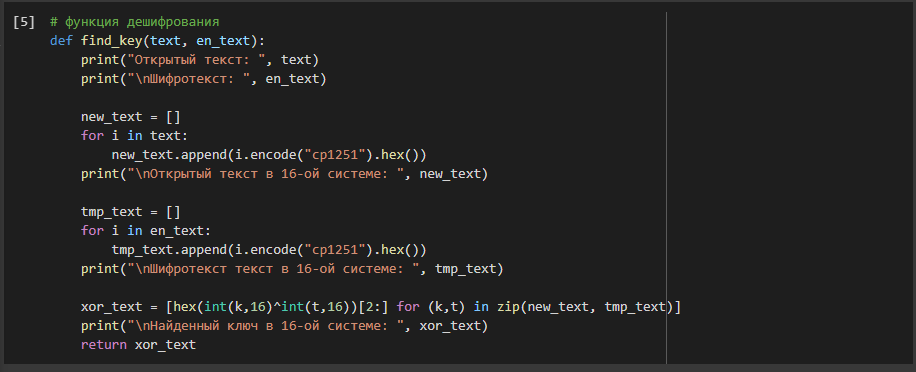 [5] # функция дешифрования
def find_key(text, en_text):
    print("Открытый текст: ", text)
    print("\nШифротекст: ", en_text)

    new_text = []
    for i in text:
        new_text.append(i.encode("cp1251").hex())
    print("\nОткрытый текст в 16-ой системе: ", new_text)

    tmp_text = []
    for i in en_text:
        tmp_text.append(i.encode("cp1251").hex())
    print("\nШифротекст текст в 16-ой системе: ", tmp_text)

    xor_text = [hex(int(k,16)^int(t,16))[2:] for (k,t) in zip(new_text, tmp_text)]
    print("\nНайденный ключ в 16-ой системе: ", xor_text)
    return xor_text